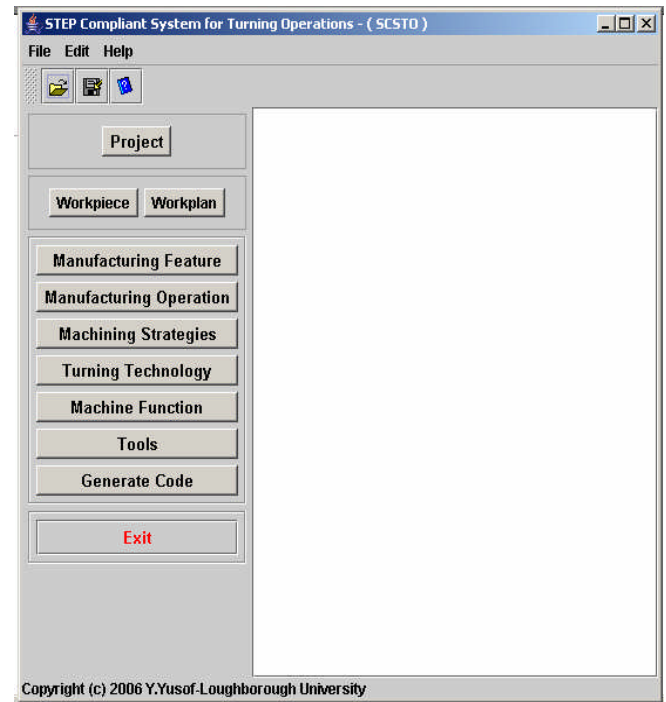 STEP Compliant System for Turning Operations - ( SCSTO )
File Edit Help
Project
Workpiece Workplan
Manufacturing Feature
Manufacturing Operation
Machining Strategies
Turning Technology
Machine Function
Tools
Generate Code
Exit
Copyright (c) 2006 Y.Yusof-Loughborough University